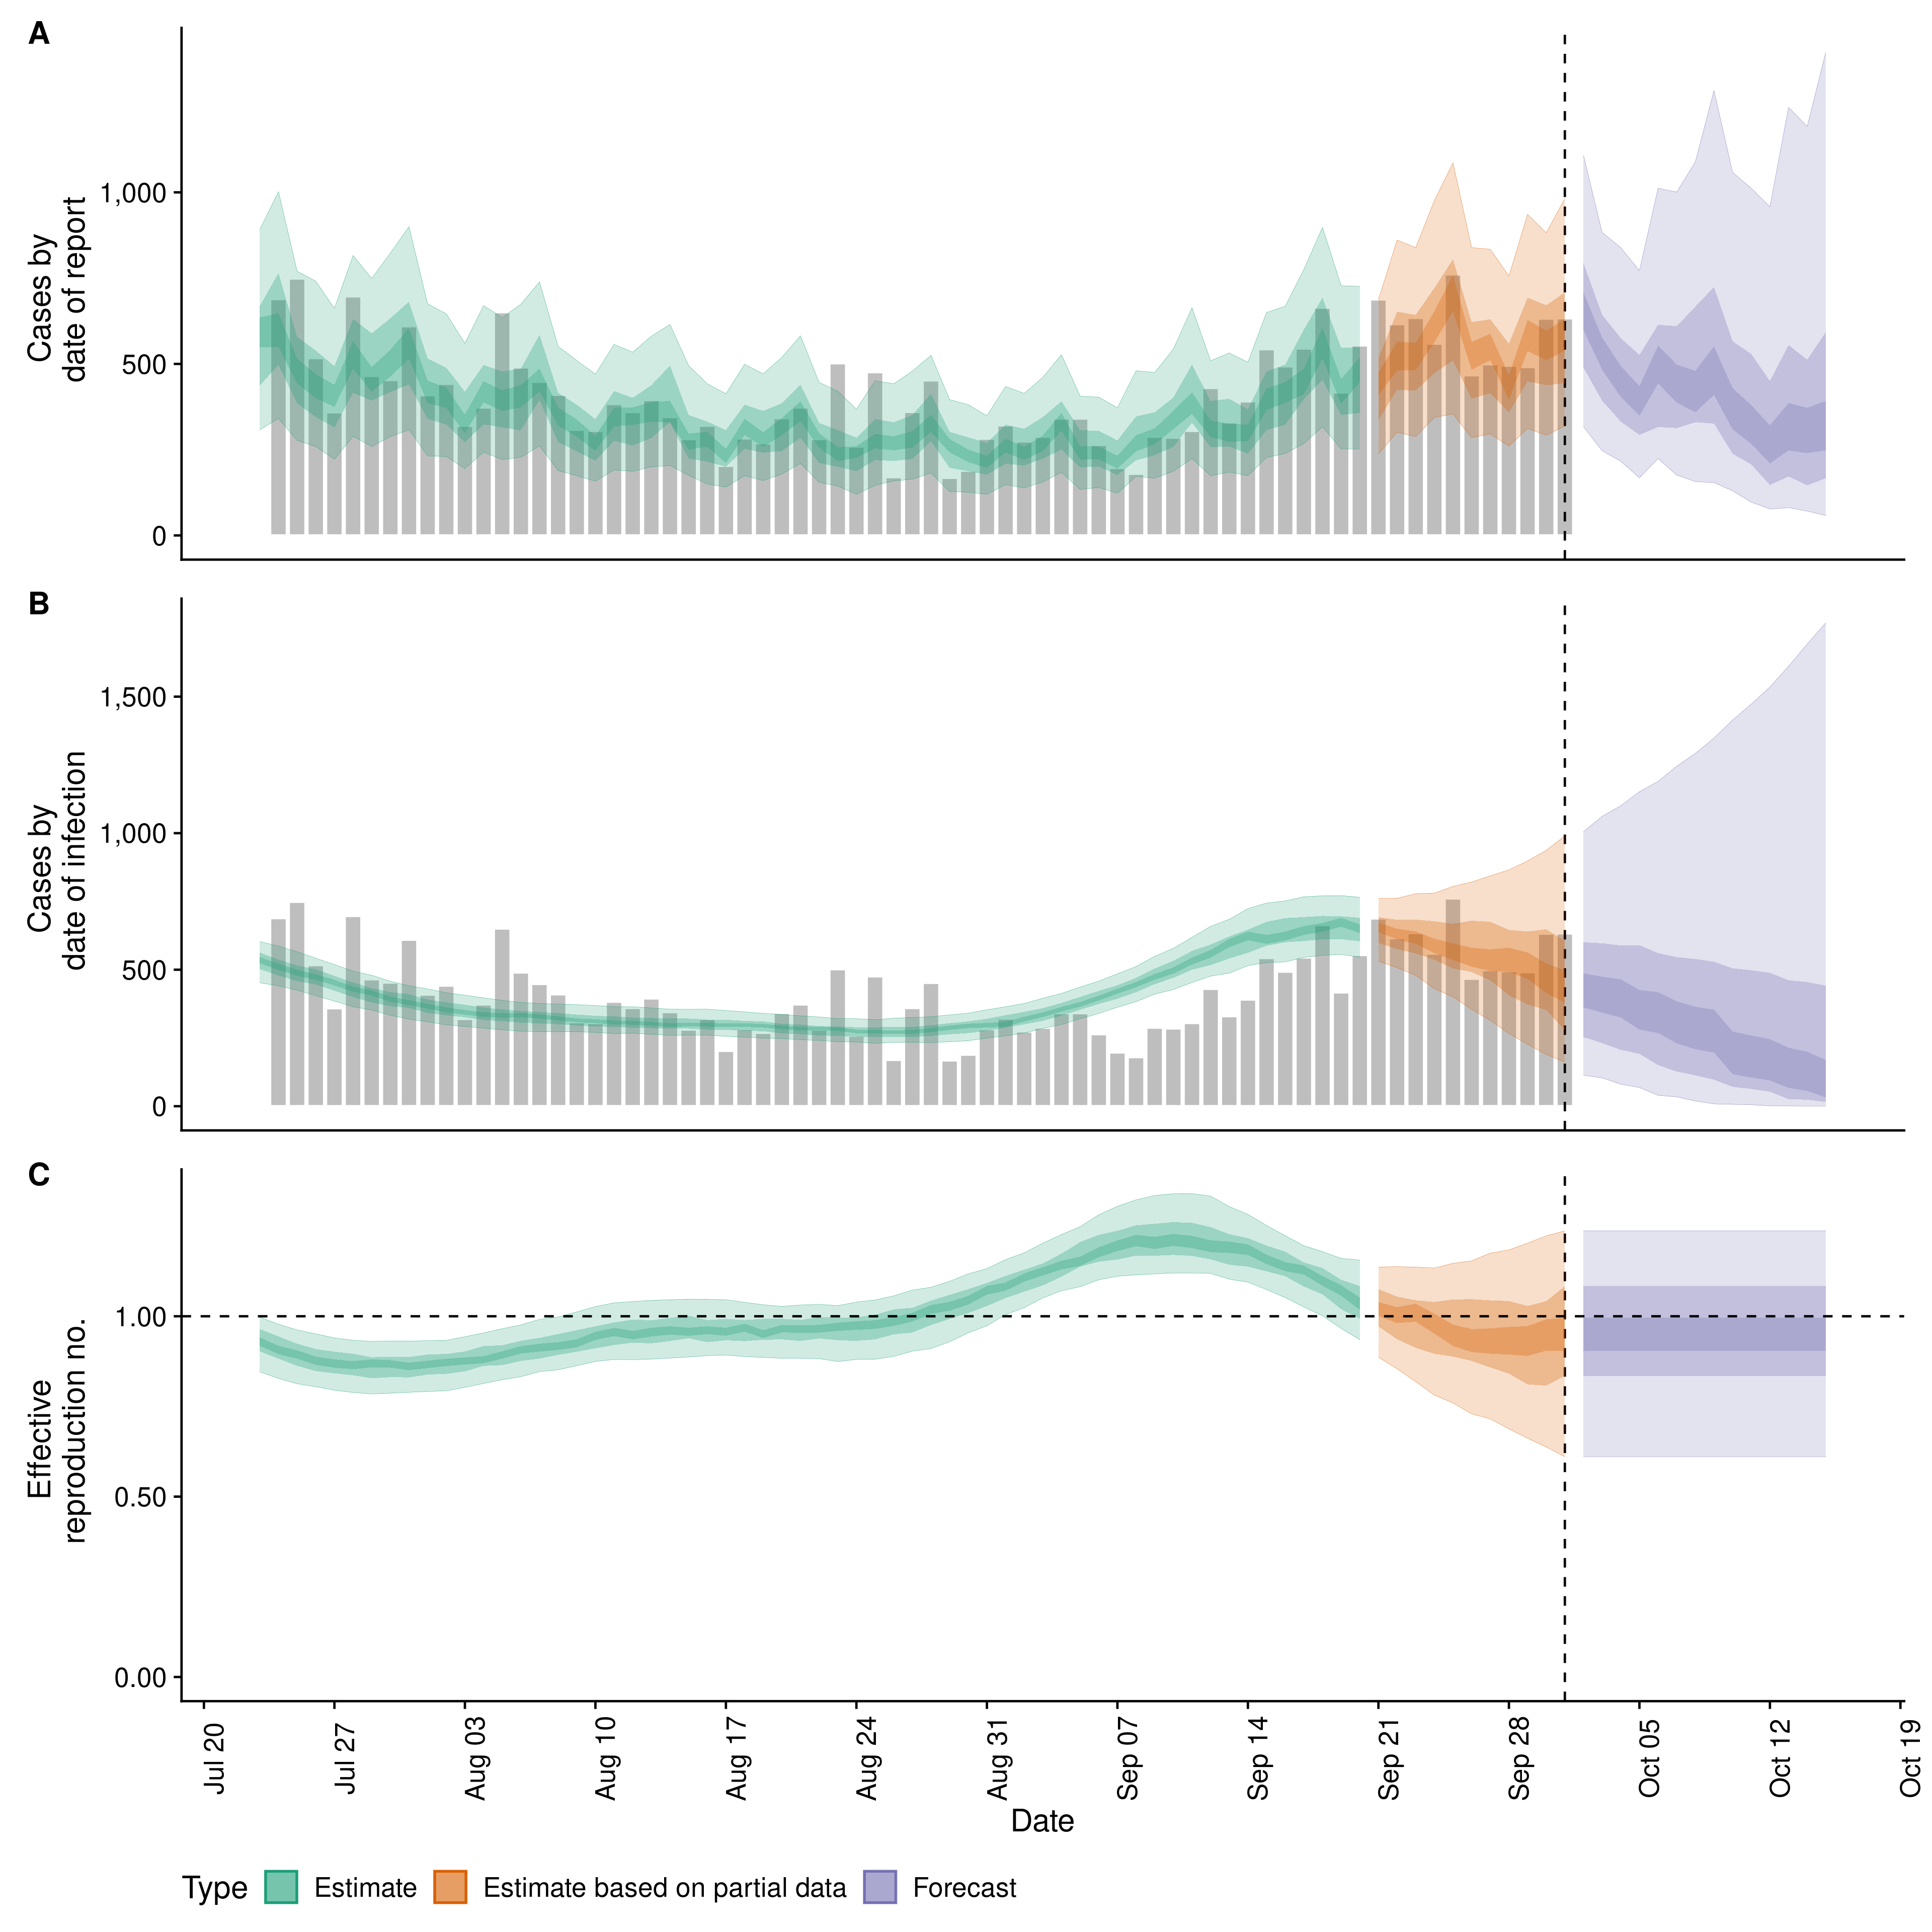 A
Cases by
date of report
1,000
500
0
B
Cases by
date of infection
1,500
1,000
500
0
C
Effective
reproduction no.
1.00
0.50
0.00
Jul 20
Jul 27
Aug 03
Aug 10
Aug 17
Aug 24
Aug 31
Sep 07
Sep 14
Sep 21
Sep 28
Oct 05
Oct 12
Oct 19
Date
Type Estimate Estimate based on partial data Forecast